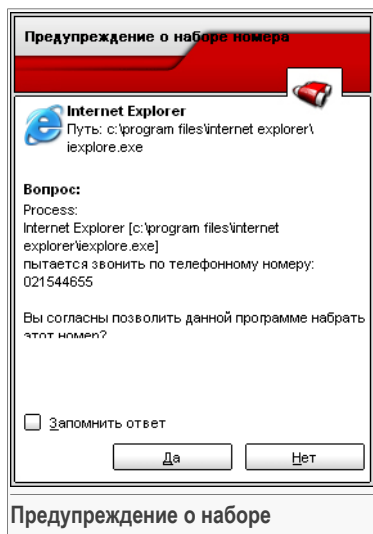 Предупреждение о наборе номера
Internet Explorer
Путь: c:\program files\internet explorer\
iexplore.exe
Вопрос:
Process:
Internet Explorer [c:\program files\internet
explorer\iexplore.exe]
пытается звонить по телефонному номеру:
021544655
Вы согласны позволить данной программе набрать
этот номер?
Запомнить ответ
Да
Нет
Предупреждение о наборе